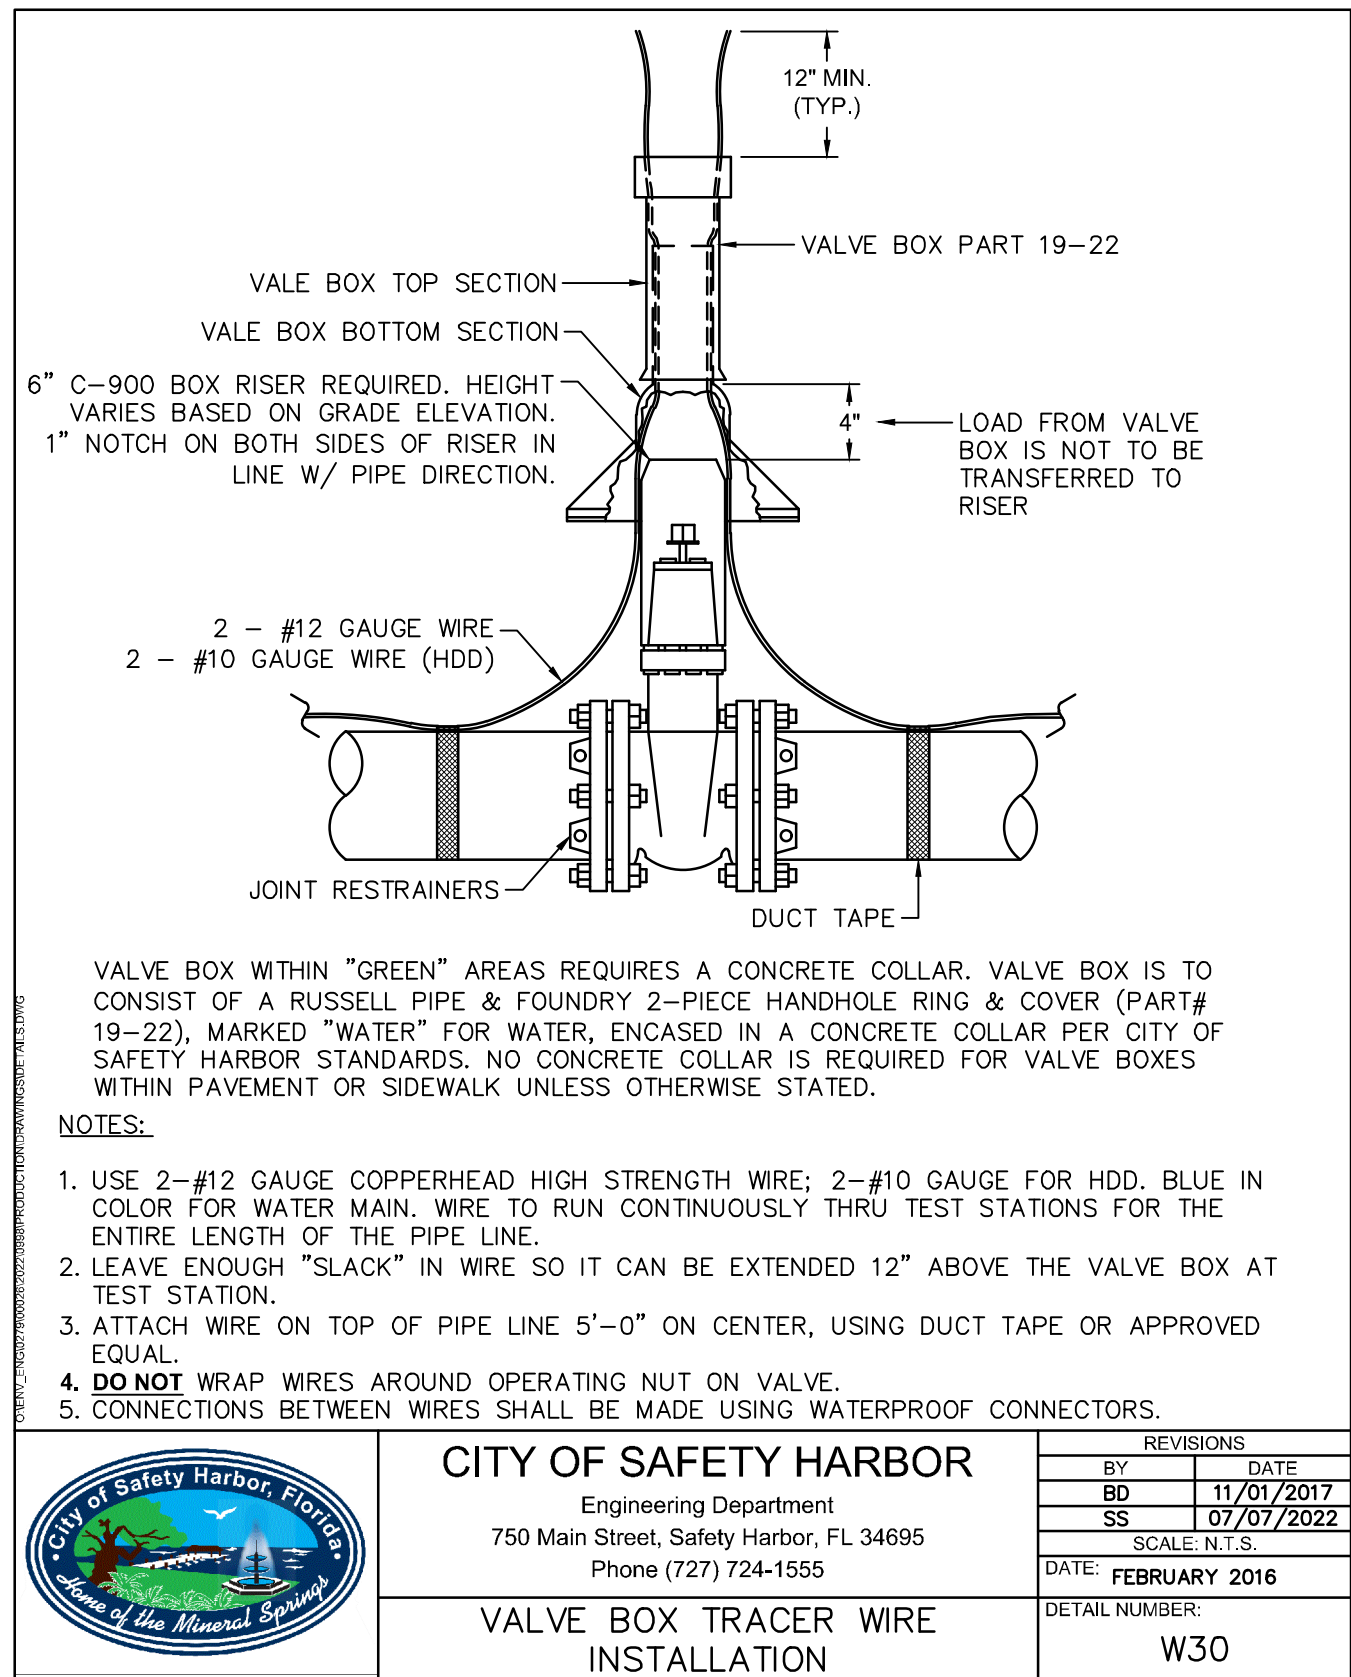 12" MIN.
(TYP.)
VALVE BOX PART 19-22
VALE BOX TOP SECTION
VALE BOX BOTTOM SECTION
6" C-900 BOX RISER REQUIRED. HEIGHT
VARIES BASED ON GRADE ELEVATION.
1" NOTCH ON BOTH SIDES OF RISER IN
LINE W/ PIPE DIRECTION.
4"
LOAD FROM VALVE
BOX IS NOT TO BE
TRANSFERRED TO
RISER
2 - #12 GAUGE WIRE
2 - #10 GAUGE WIRE (HDD)
JOINT RESTRAINERS
DUCT TAPE
VALVE BOX WITHIN "GREEN" AREAS REQUIRES A CONCRETE COLLAR. VALVE BOX IS TO
CONSIST OF A RUSSELL PIPE & FOUNDRY 2-PIECE HANDHOLE RING & COVER (PART#
19-22), MARKED "WATER" FOR WATER, ENCASED IN A CONCRETE COLLAR PER CITY OF
SAFETY HARBOR STANDARDS. NO CONCRETE COLLAR IS REQUIRED FOR VALVE BOXES
WITHIN PAVEMENT OR SIDEWALK UNLESS OTHERWISE STATED.
NOTES:
1. USE 2-#12 GAUGE COPPERHEAD HIGH STRENGTH WIRE; 2-#10 GAUGE FOR HDD. BLUE IN
COLOR FOR WATER MAIN. WIRE TO RUN CONTINUOUSLY THRU TEST STATIONS FOR THE
ENTIRE LENGTH OF THE PIPE LINE.
2. LEAVE ENOUGH "SLACK" IN WIRE SO IT CAN BE EXTENDED 12" ABOVE THE VALVE BOX AT
TEST STATION.
3. ATTACH WIRE ON TOP OF PIPE LINE 5'-0" ON CENTER, USING DUCT TAPE OR APPROVED
EQUAL.
4. DO NOT WRAP WIRES AROUND OPERATING NUT ON VALVE.
5. CONNECTIONS BETWEEN WIRES SHALL BE MADE USING WATERPROOF CONNECTORS.
O:\ENV_ENG\0279\00026\2022\0998\PRODUCTION\DRAWINGS\DETAILS.DWG
City of Safety Harbor, Florida
Home of the Mineral Springs
CITY OF SAFETY HARBOR
Engineering Department
750 Main Street, Safety Harbor, FL 34695
Phone (727) 724-1555
VALVE BOX TRACER WIRE
INSTALLATION
REVISIONS
BY DATE
BD 11/01/2017
SS 07/07/2022
SCALE: N.T.S.
DATE: FEBRUARY 2016
DETAIL NUMBER:
W30